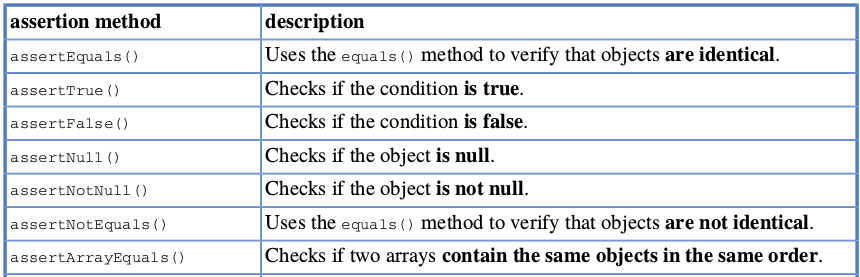 assertion method description
assertEquals() Uses the equals() method to verify that objects are identical.
assertTrue() Checks if the condition is true.
assertFalse() Checks if the condition is false.
assertNull() Checks if the object is null.
assertNotNull() Checks if the object is not null.
assertNotEquals() Uses the equals() method to verify that objects are not identical.
assertArrayEquals() Checks if two arrays contain the same objects in the same order.